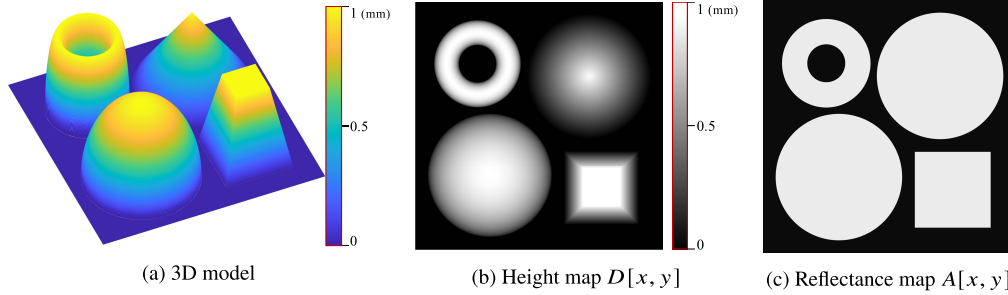 1 (mm)
0.5
0
(a) 3D model
1 (mm)
0.5
0
(b) Height map D[x, y]
(c) Reflectance map A[x, y]